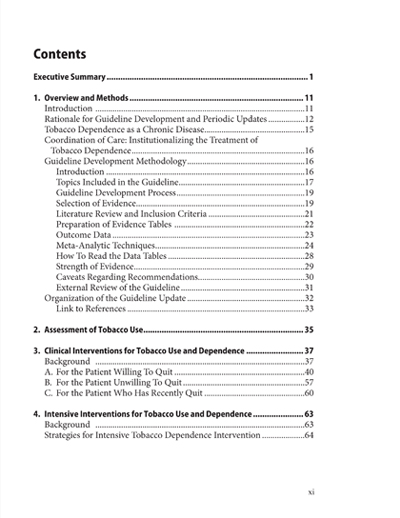 Contents
Executive Summary ........ 1
1. Overview and Methods ........ 11
Introduction ........ 11
Rationale for Guideline Development and Periodic Updates ........ 12
Tobacco Dependence as a Chronic Disease ........ 15
Coordination of Care: Institutionalizing the Treatment of
Tobacco Dependence ........ 16
Guideline Development Methodology ........ 16
Introduction ........ 16
Topics Included in the Guideline ........ 17
Guideline Development Process ........ 19
Selection of Evidence ........ 19
Literature Review and Inclusion Criteria ........ 21
Preparation of Evidence Tables ........ 22
Outcome Data ........ 23
Meta-Analytic Techniques ........ 24
How To Read the Data Tables ........ 28
Strength of Evidence ........ 29
Caveats Regarding Recommendations ........ 30
External Review of the Guideline ........ 31
Organization of the Guideline Update ........ 32
Link to References ........ 33
2. Assessment of Tobacco Use ........ 35
3. Clinical Interventions for Tobacco Use and Dependence ........ 37
Background ........ 37
A. For the Patient Willing To Quit ........ 40
B. For the Patient Unwilling To Quit ........ 57
C. For the Patient Who Has Recently Quit ........ 60
4. Intensive Interventions for Tobacco Use and Dependence ........ 63
Background ........ 63
Strategies for Intensive Tobacco Dependence Intervention ........ 64
xi